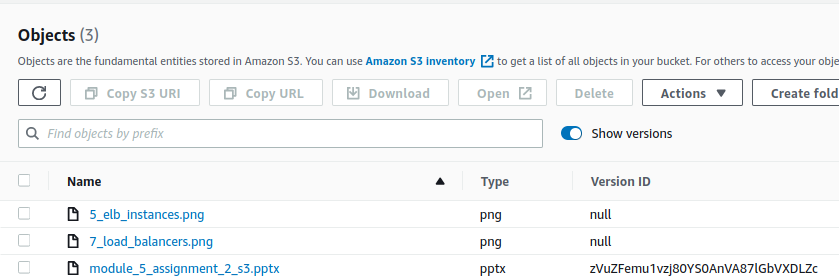 Objects (3)
Objects are the fundamental entities stored in Amazon S3. You can use Amazon S3 inventory to get a list of all objects in your bucket. For others to access your obje
Copy S3 URI Copy URL Download Open Delete Actions Create fold
Find objects by prefix Show versions
Name Type Version ID
5_elb_instances.png png null
7_load_balancers.png png null
module_5_assignment_2_s3.pptx pptx zVuZFemu1vzj80YS0AnVA87lGbVXDLZc